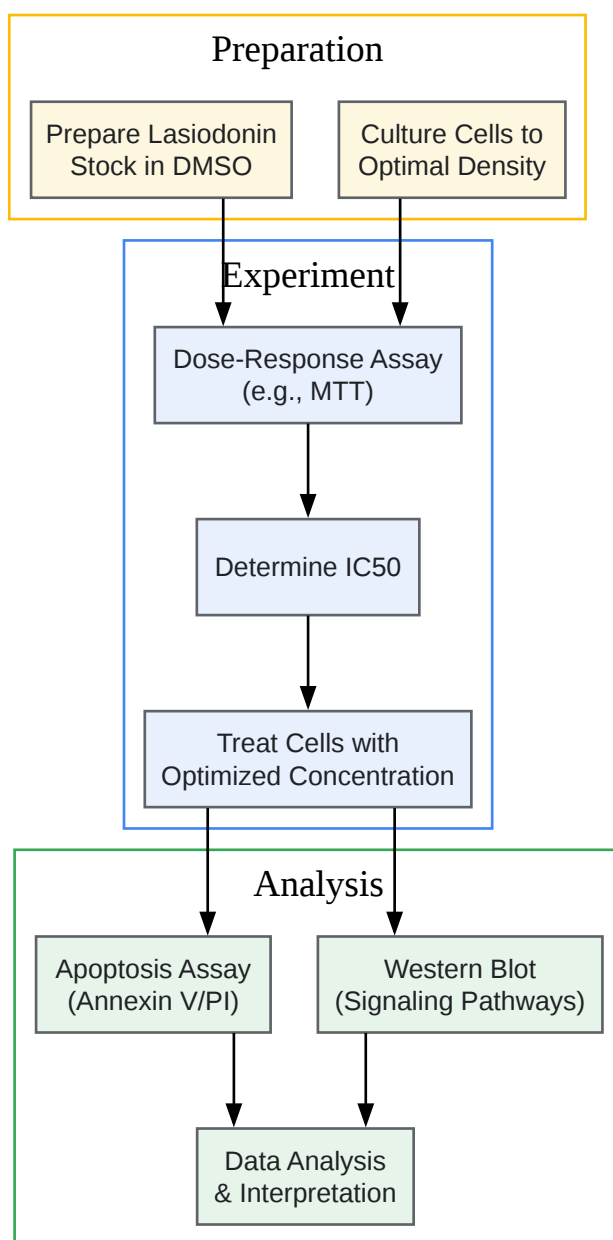 Preparation
Prepare Lasiodonin
Stock in DMSO
Culture Cells to
Optimal Density
Experiment
Dose-Response Assay
(e.g., MTT)
Determine IC50
Treat Cells with
Optimized Concentration
Analysis
Apoptosis Assay
(Annexin V/PI)
Western Blot
(Signaling Pathways)
Data Analysis
& Interpretation